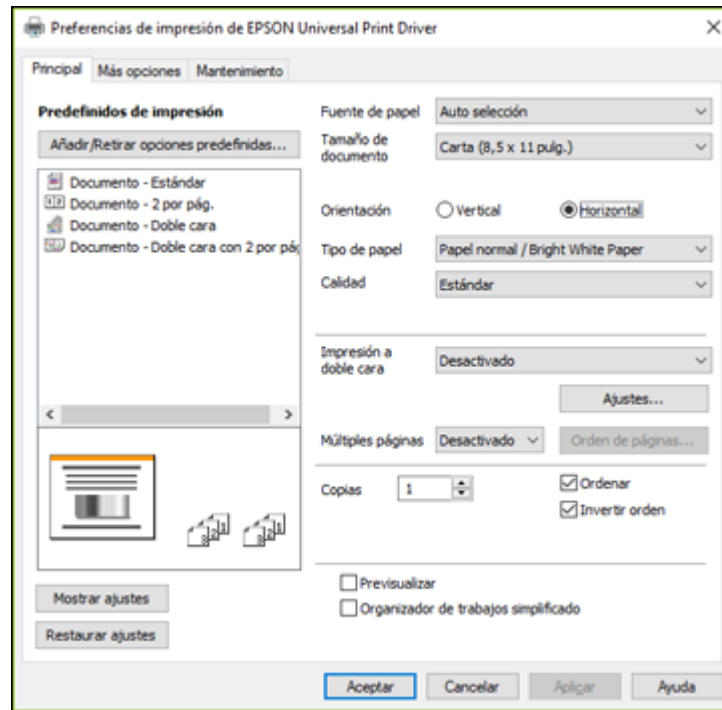 Preferencias de impresión de EPSON Universal Print Driver
Principal
Más opciones
Mantenimiento
Predefinidos de impresión
Añadir/Retirar opciones predefinidas...
Documento - Estándar
Documento - 2 por pág.
Documento - Doble cara
Documento - Doble cara con 2 por pág
Mostrar ajustes
Restaurar ajustes
Fuente de papel
Auto selección
Tamaño de
documento
Carta (8,5 x 11 pulg.)
Orientación
Vertical
Horizontal
Tipo de papel
Papel normal / Bright White Paper
Calidad
Estándar
Impresión a
doble cara
Desactivado
Ajustes...
Múltiples páginas
Desactivado
Orden de páginas...
Copias
1
Ordenar
Invertir orden
Previsualizar
Organizador de trabajos simplificado
Aceptar
Cancelar
Aplicar
Ayuda